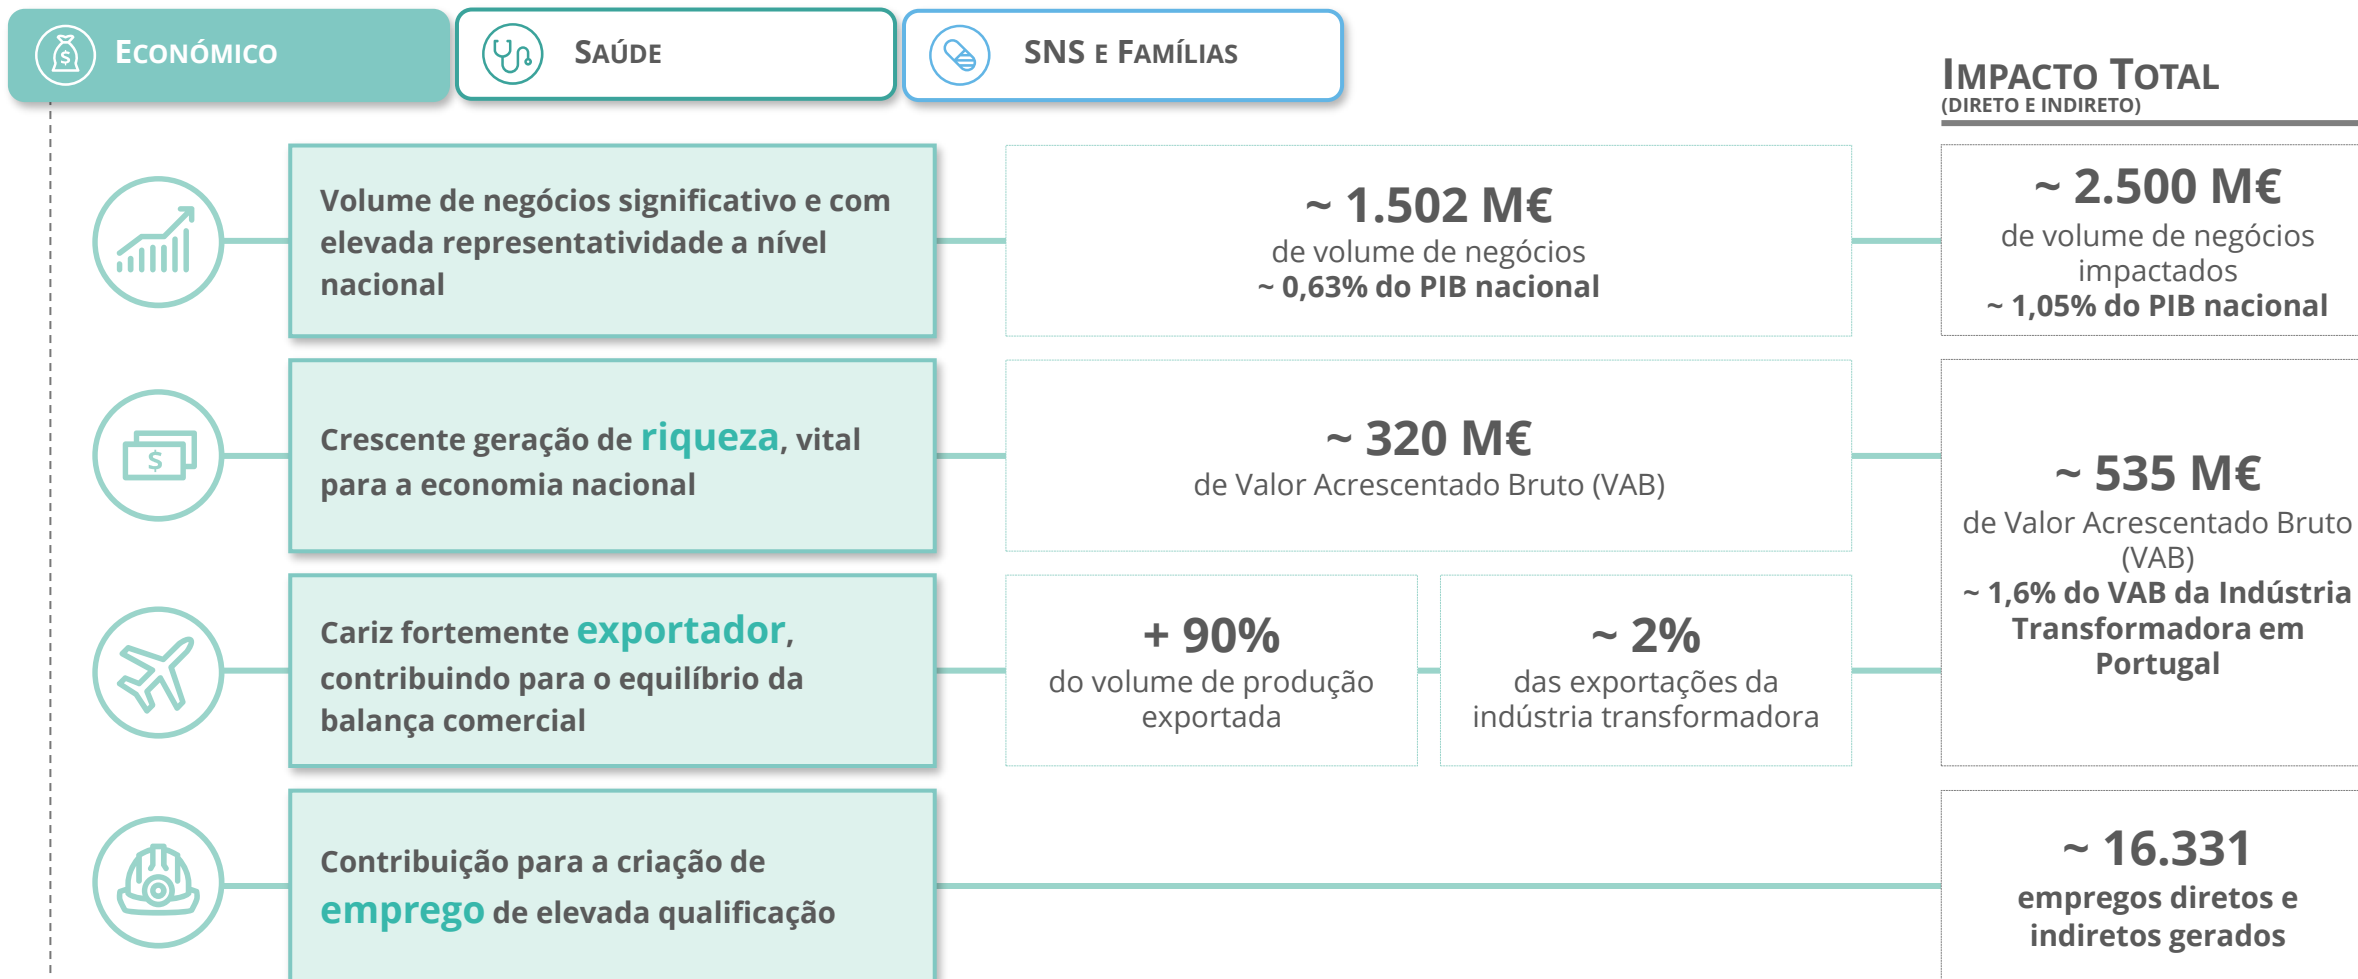 ECONÓMICO
SAÚDE
SNS E FAMÍLIAS
IMPACTO TOTAL
(DIRETO E INDIRETO)
Volume de negócios significativo e com
elevada representatividade a nível
nacional
~ 1.502 M€
de volume de negócios
~ 0,63% do PIB nacional
~ 2.500 M€
de volume de negócios
impactados
~ 1,05% do PIB nacional
Crescente geração de riqueza, vital
para a economia nacional
~ 320 M€
de Valor Acrescentado Bruto (VAB)
~ 535 M€
de Valor Acrescentado Bruto
(VAB)
~ 1,6% do VAB da Indústria
Transformadora em
Portugal
Cariz fortemente exportador,
contribuindo para o equilíbrio da
balança comercial
+ 90%
do volume de produção
exportada
~ 2%
das exportações da
indústria transformadora
Contribuição para a criação de
emprego de elevada qualificação
~ 16.331
empregos diretos e
indiretos gerados